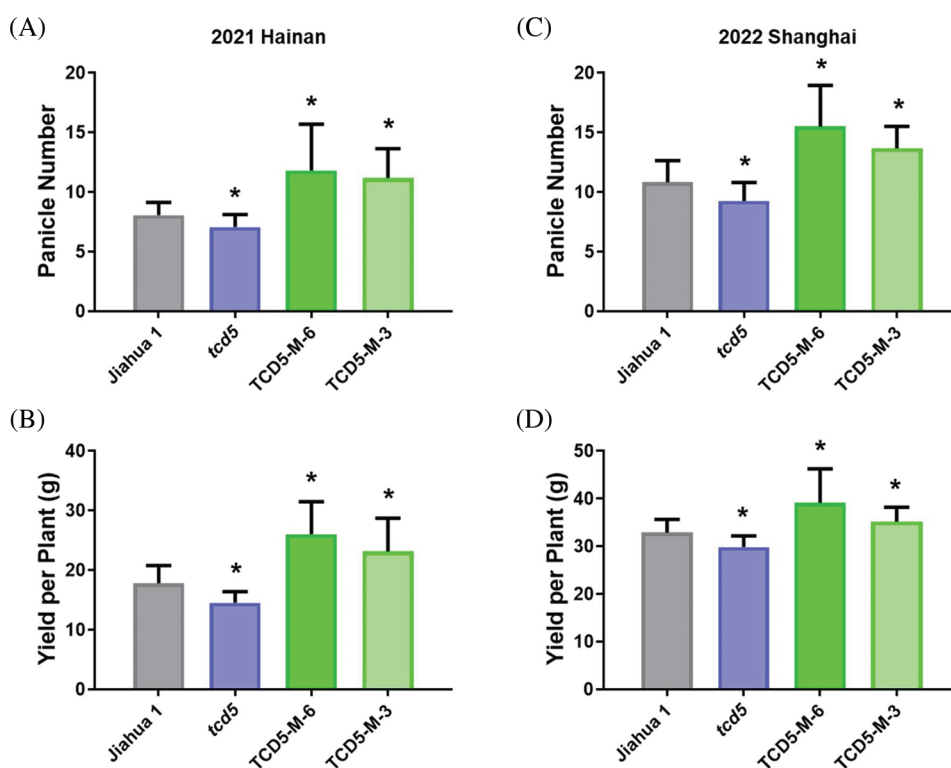 (A)
2021 Hainan
Panicle Number
20
15
10
5
0
*
*
*
Jiahua 1
tcd5
TCD5-M-6
TCD5-M-3
(C)
2022 Shanghai
Panicle Number
20
15
10
5
0
*
*
*
Jiahua 1
tcd5
TCD5-M-6
TCD5-M-3
(B)
Yield per Plant (g)
40
30
20
10
0
*
*
*
Jiahua 1
tcd5
TCD5-M-6
TCD5-M-3
(D)
Yield per Plant (g)
50
40
30
20
10
0
*
*
*
Jiahua 1
tcd5
TCD5-M-6
TCD5-M-3